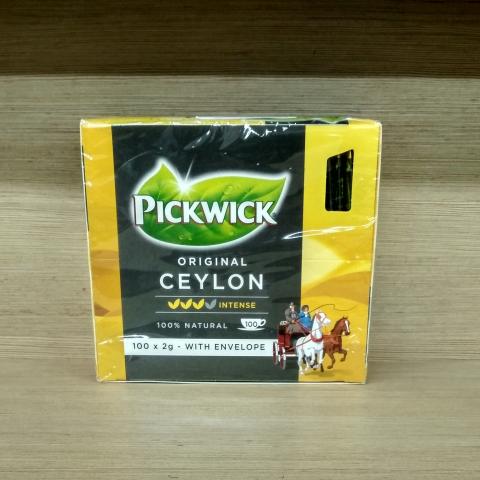 PICKWICK
ORIGINAL
CEYLON
INTENSE
100% NATURAL 100
100 x 2g - WITH ENVELOPE